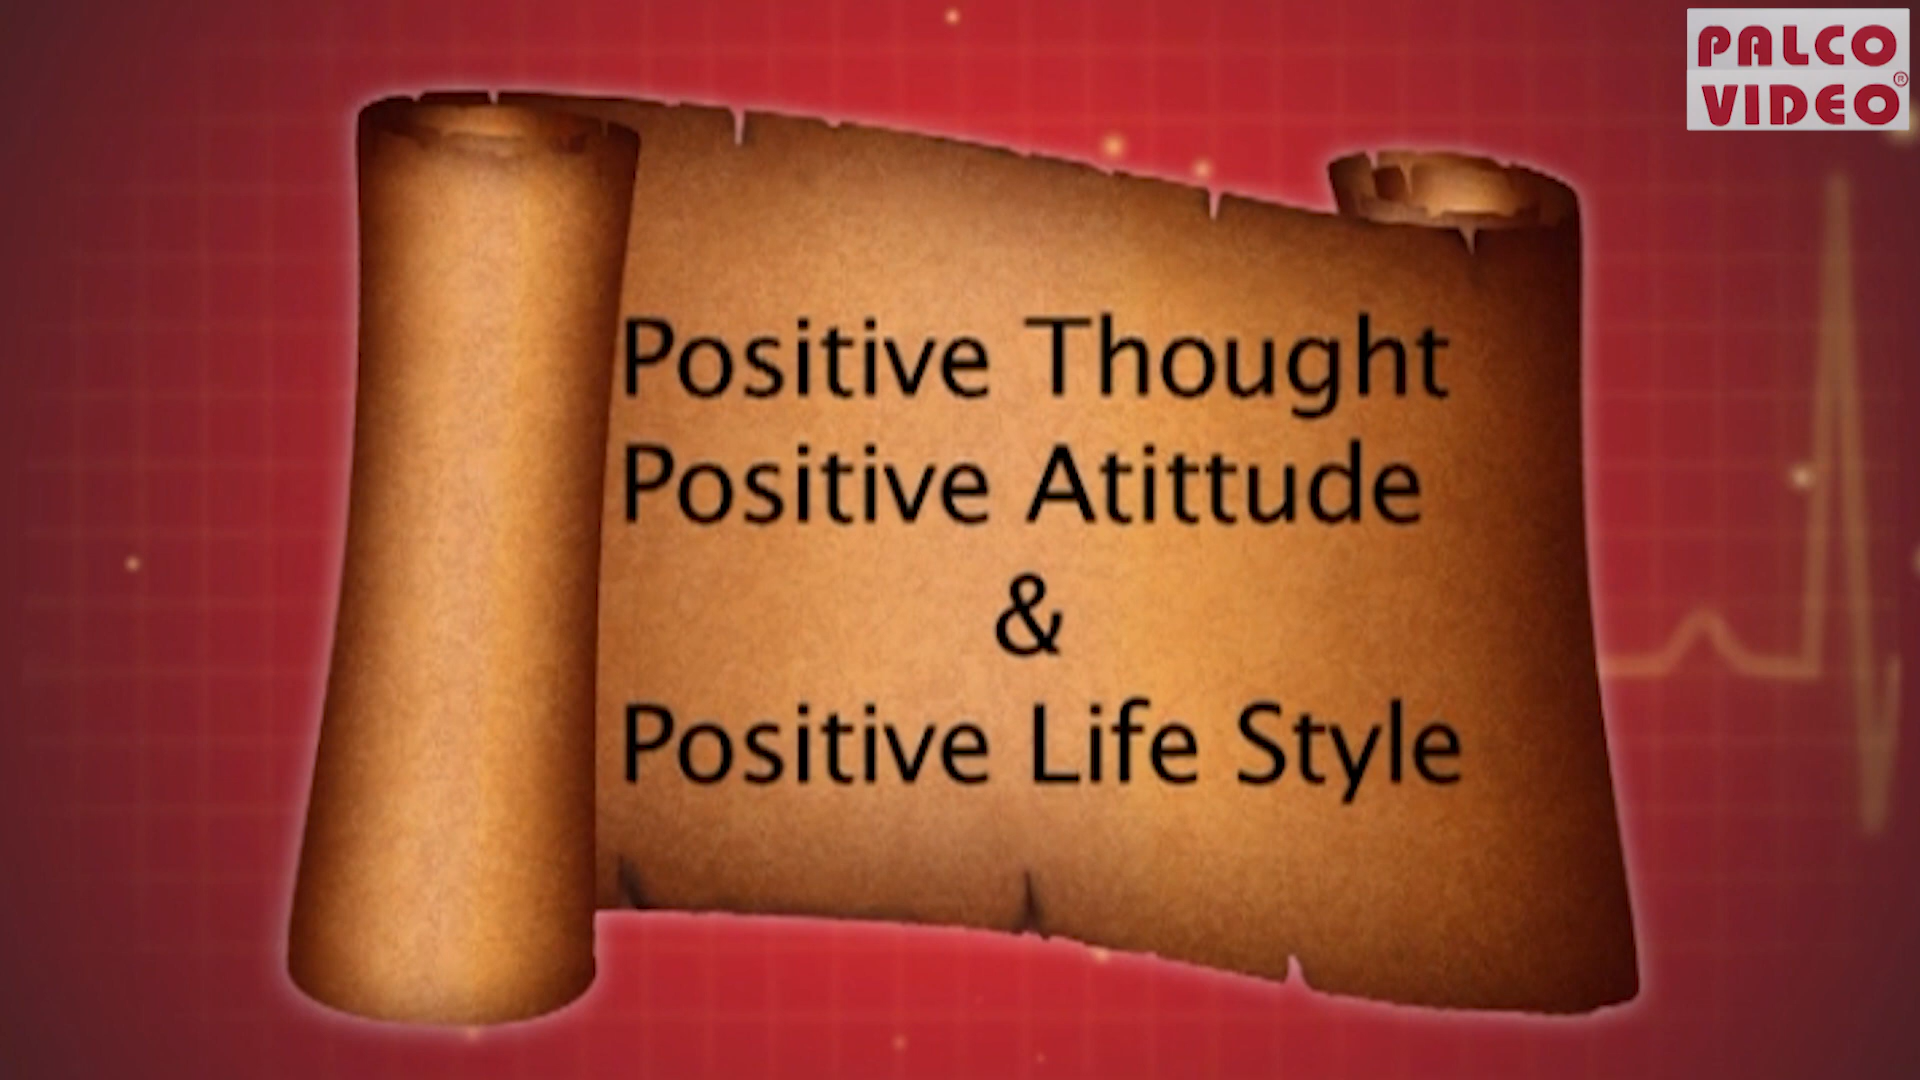 PALCO
VIDEO®
Positive Thought
Positive Atittude
&
Positive Life Style